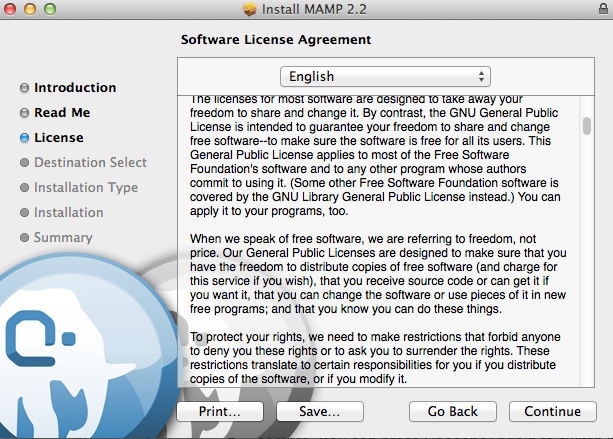 Install MAMP 2.2
Software License Agreement
Introduction
Read Me
License
Destination Select
Installation Type
Installation
Summary
English
The licenses for most software are designed to take away your
freedom to share and change it. By contrast, the GNU General Public
License is intended to guarantee your freedom to share and change
free software--to make sure the software is free for all its users. This
General Public License applies to most of the Free Software
Foundation's software and to any other program whose authors
commit to using it. (Some other Free Software Foundation software is
covered by the GNU Library General Public License instead.) You can
apply it to your programs, too.
When we speak of free software, we are referring to freedom, not
price. Our General Public Licenses are designed to make sure that you
have the freedom to distribute copies of free software (and charge for
this service if you wish), that you receive source code or can get it if
you want it, that you can change the software or use pieces of it in new
free programs; and that you know you can do these things.
To protect your rights, we need to make restrictions that forbid anyone
to deny you these rights or to ask you to surrender the rights. These
restrictions translate to certain responsibilities for you if you distribute
copies of the software, or if you modify it.
Print...
Save...
Go Back
Continue